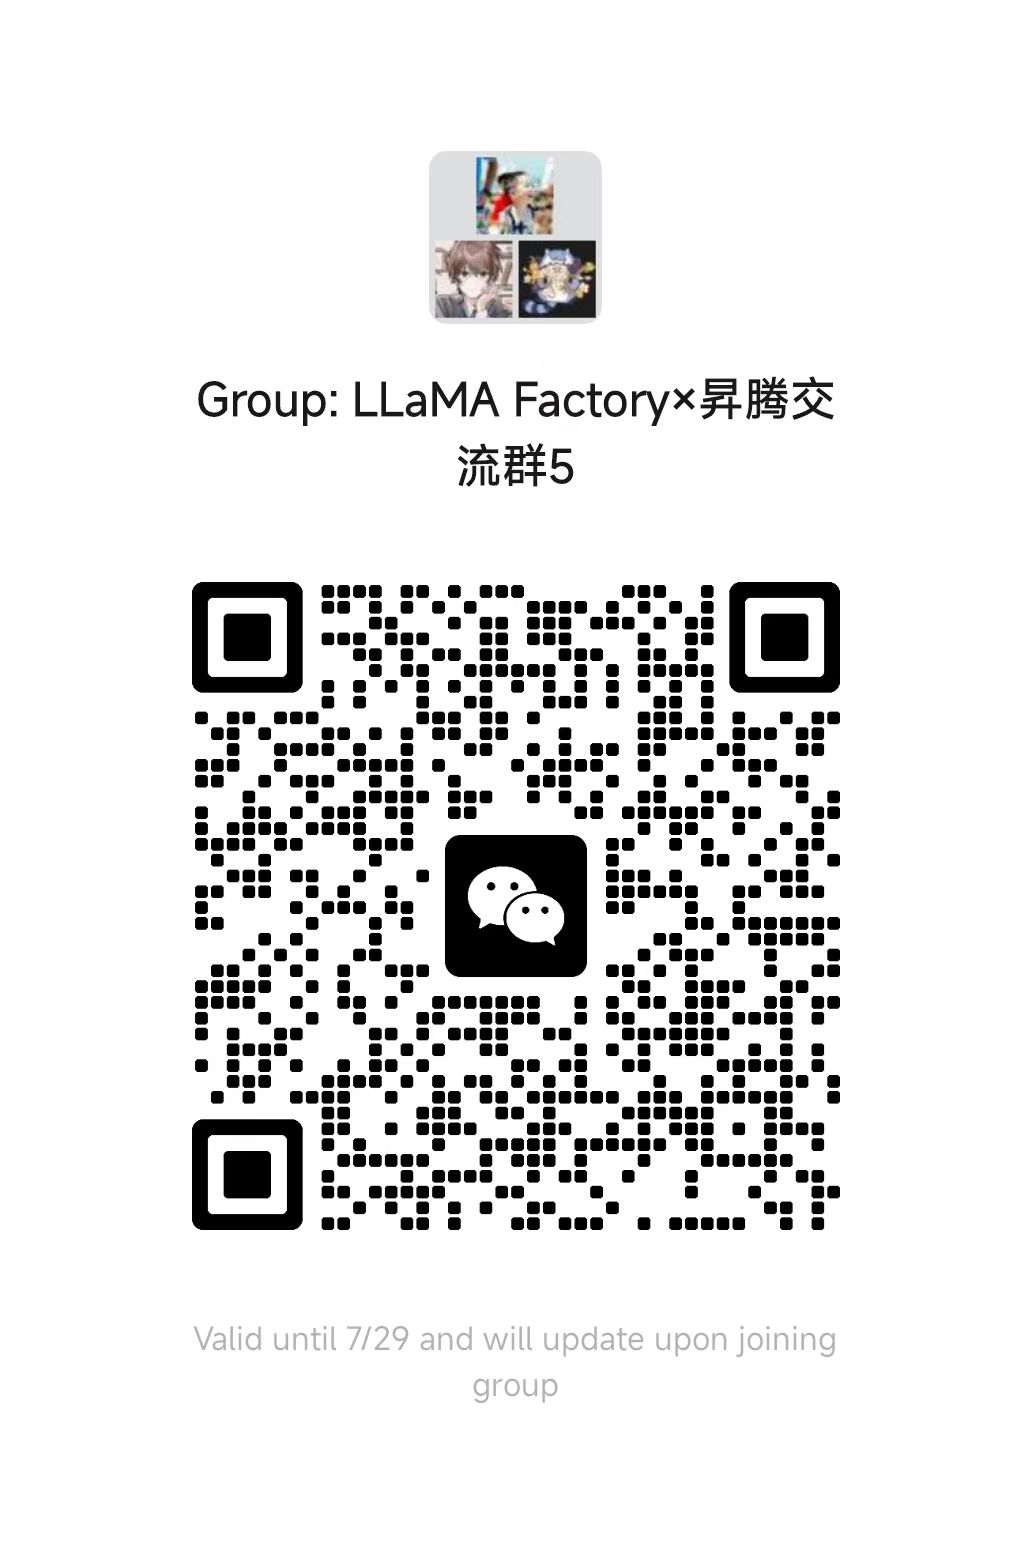 Group: LLaMA Factory×昇腾交
流群5
Valid until 7/29 and will update upon joining
group